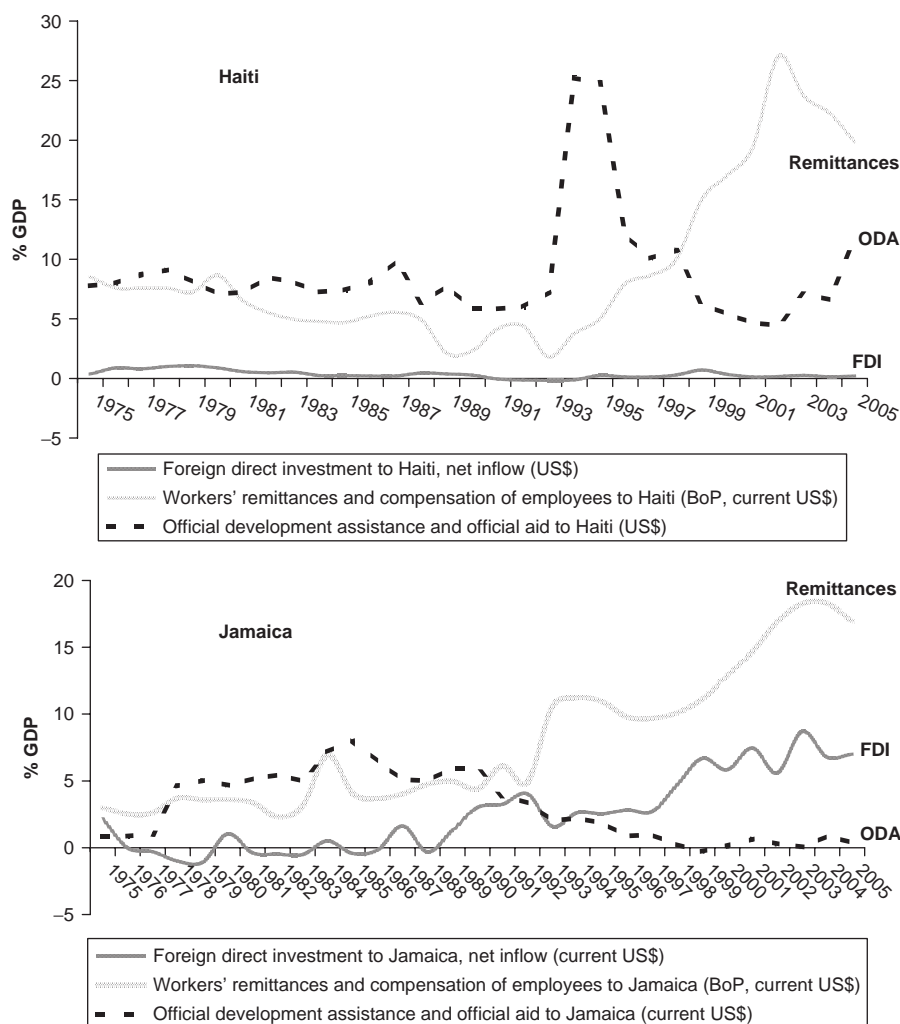 30
25
Haiti
20
Remittances
15
% GDP
ODA
10
5
FDI
0
1975 1977 1979 1981 1983 1985 1987 1989 1991 1993 1995 1997 1999 2001 2003 2005
–5
Foreign direct investment to Haiti, net inflow (US$)
Workers' remittances and compensation of employees to Haiti (BoP, current US$)
Official development assistance and official aid to Haiti (US$)
20
Remittances
Jamaica
15
10
% GDP
FDI
5
ODA
0
1975 1976 1977 1978 1979 1980 1981 1982 1983 1984 1985 1986 1987 1988 1989 1990 1991 1992 1993 1994 1995 1996 1997 1998 1999 2000 2001 2002 2003 2004 2005
–5
Foreign direct investment to Jamaica, net inflow (current US$)
Workers' remittances and compensation of employees to Jamaica (BoP, current US$)
Official development assistance and official aid to Jamaica (current US$)